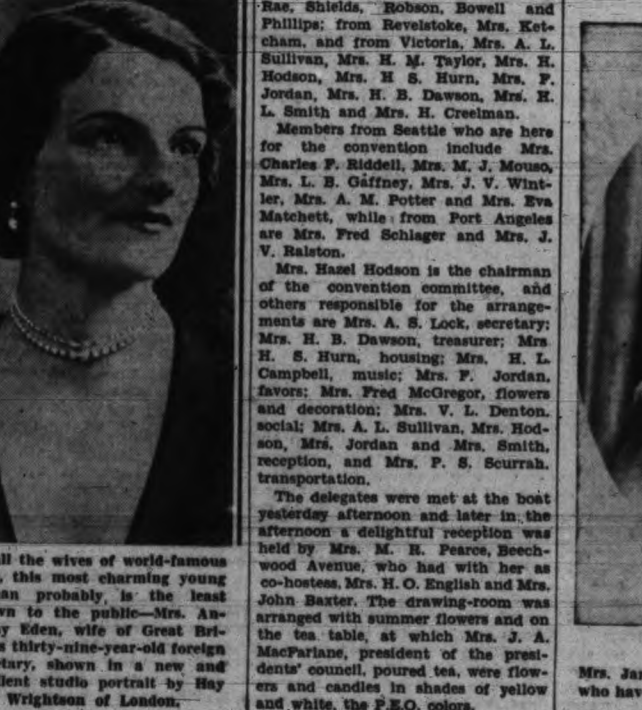 Rae, Shields, Robson, Bowell and
Phillips; from Revelstoke, Mrs. Ket-
cham, and from Victoria, Mrs. A. L.
Sullivan, Mrs. H. M. Taylor, Mrs. H.
Hodson, Mrs. H S. Hurn, Mrs. F.
Jordan, Mrs. H. B. Dawson, Mrs. H.
L. Smith and Mrs. H. Creelman.
Members from Seattle who are here
for the convention include Mrs.
Charles F. Riddell, Mrs. M. J. Mouso,
Mrs. L. B. Gaffney, Mrs. J. V. Wint-
ler, Mrs. A. M. Potter and Mrs. Eva
Matchett, while from Port Angeles
are Mrs. Fred Schlager and Mrs. J.
V. Ralston.
Mrs. Hazel Hodson is the chairman
of the convention committee, and
others responsible for the arrange-
ments are Mrs. A. S. Lock, secretary;
Mrs. H. B. Dawson, treasurer; Mrs
H. S. Hurn, housing; Mrs. H. L.
Campbell, music; Mrs. F. Jordan,
favors; Mrs. Fred McGregor, flowers
and decoration; Mrs. V. L. Denton,
social; Mrs. A. L. Sullivan, Mrs. Hod-
son, Mrs. Jordan and Mrs. Smith,
reception, and Mrs. P. S. Scurrah,
transportation.
The delegates were met at the boat
yesterday afternoon and later in the
afternoon a delightful reception was
held by Mrs. M. R. Pearce, Beech-
wood Avenue, who had with her as
co-hostess, Mrs. H. O. English and Mrs.
John Baxter. The drawing-room was
arranged with summer flowers and on
the tea table, at which Mrs. J. A.
MacFarlane, president of the presi-
dents' council, poured tea, were flow-
ers and candles in shades of yellow
and white, the P.E.O. colors.
ll the wives of world-famous
, this most charming young
an probably, is the least
wn to the public—Mrs. An-
y Eden, wife of Great Bri-
s thirty-nine-year-old foreign
etary, shown in a new and
llent studio portrait by Hay
Wrightson of London.
Mrs. Jar
who hav